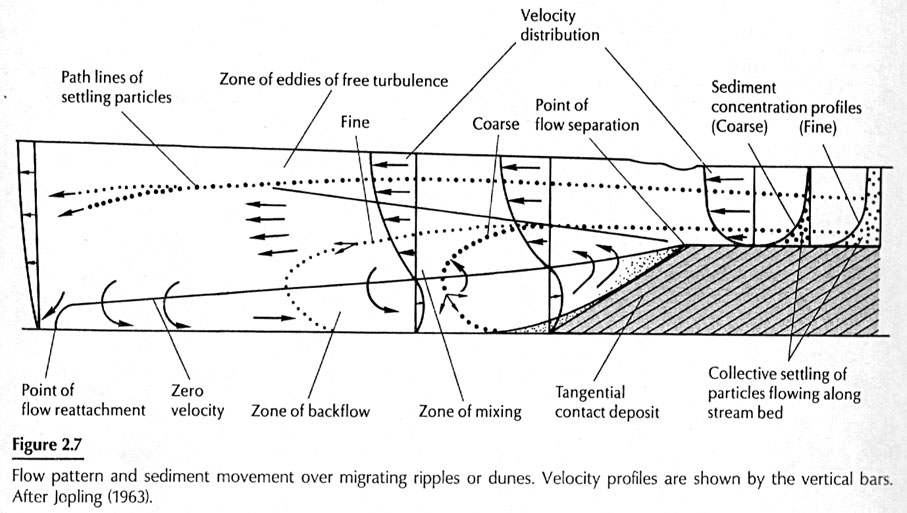 Velocity
distribution
Path lines of
settling particles
Zone of eddies of free turbulence
Fine
Coarse
Point of
flow separation
Sediment
concentration profiles
(Coarse) (Fine)
Point of
flow reattachment
Zero
velocity
Zone of backflow
Zone of mixing
Tangential
contact deposit
Collective settling of
particles flowing along
stream bed
Figure 2.7
Flow pattern and sediment movement over migrating ripples or dunes. Velocity profiles are shown by the vertical bars.
After Jopling (1963).